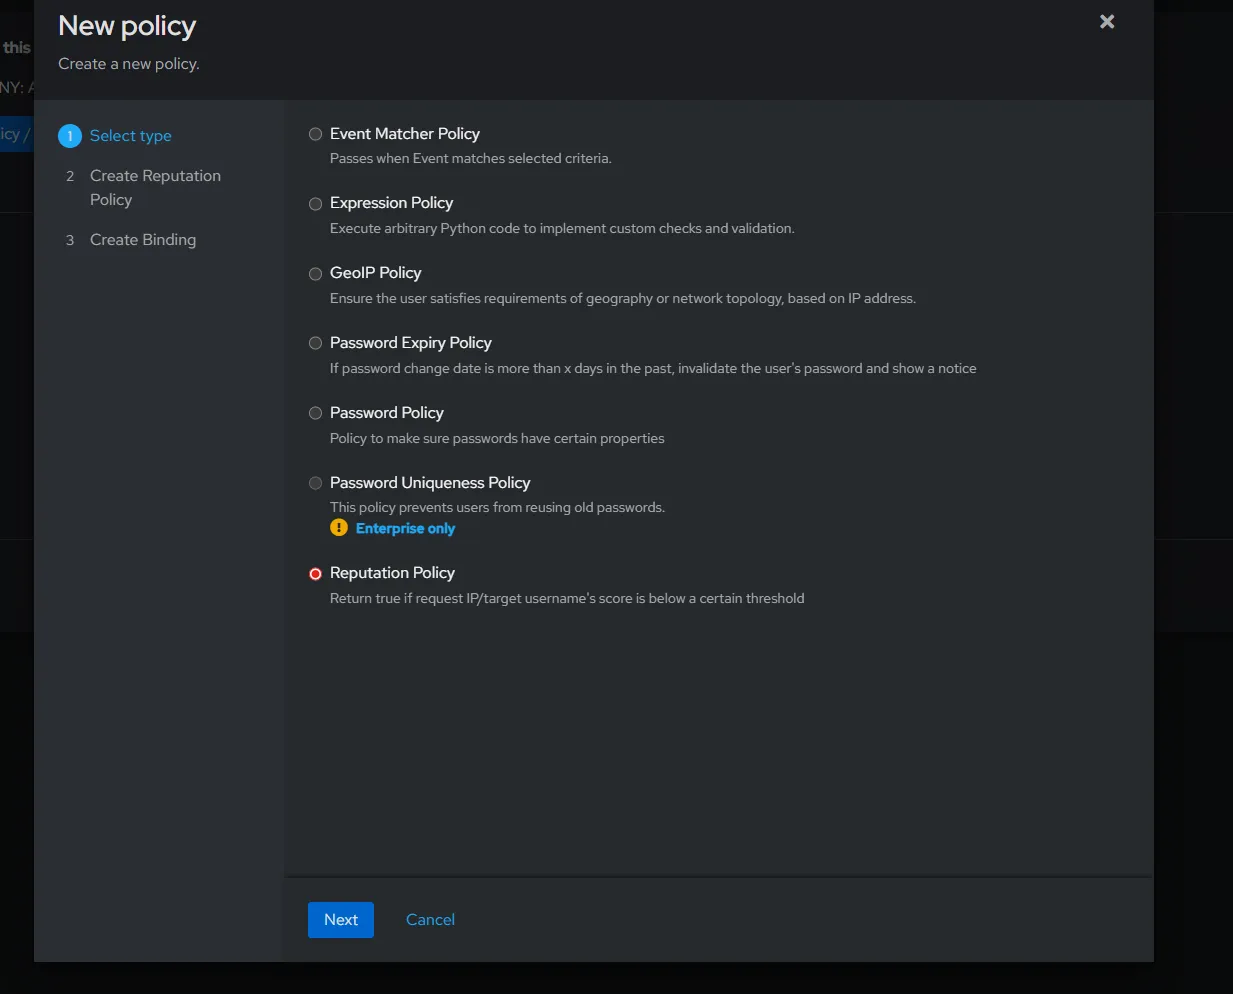 New policy
Create a new policy.
this
NY: A
icy /
1 Select type
2 Create Reputation
Policy
3 Create Binding
Event Matcher Policy
Passes when Event matches selected criteria.
Expression Policy
Execute arbitrary Python code to implement custom checks and validation.
GeoIP Policy
Ensure the user satisfies requirements of geography or network topology, based on IP address.
Password Expiry Policy
If password change date is more than x days in the past, invalidate the user's password and show a notice
Password Policy
Policy to make sure passwords have certain properties
Password Uniqueness Policy
This policy prevents users from reusing old passwords.
Enterprise only
Reputation Policy
Return true if request IP/target username's score is below a certain threshold
Next
Cancel